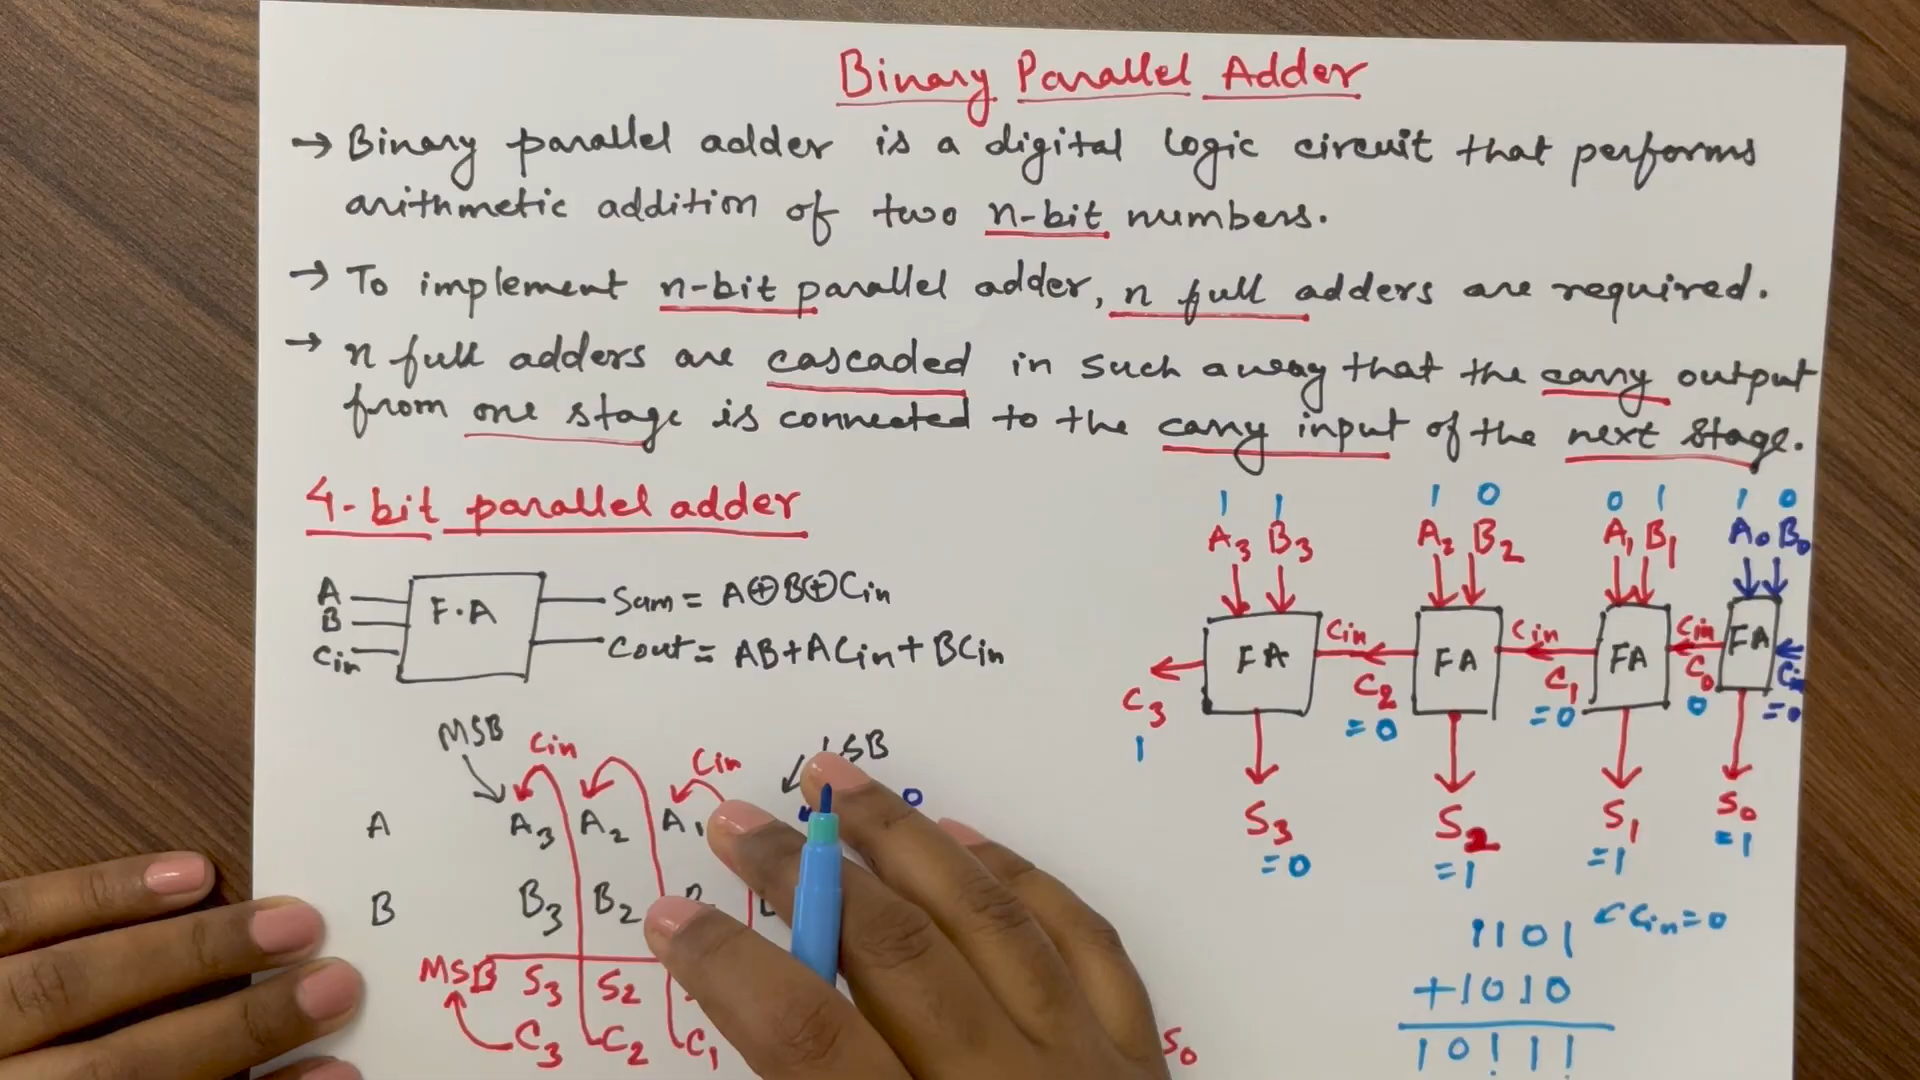 Binary Parallel Adder
→ Binary parallel adder is a digital logic circuit that performs
arithmetic addition of two n-bit numbers.
→ To implement n-bit parallel adder, n full adders are required.
→ n full adders are cascaded in such a way that the carry output
from one stage is connected to the carry input of the next stage.
4-bit parallel adder
A
B
Cin
F.A
Sum = A⊕B⊕Cin
Cout = AB+ACin+BCin
1 1 1 0 0 1 1 0
A3 B3 A2 B2 A1 B1 A0 B0
FA Cin FA Cin FA Cin FA
C3 C2 C1 C0
1 =0 =0 0 =0
S3 S2 S1 S0
=0 =1 =1 =1
MSB Cin Cin SB
0
A A3 A2 A1
B B3 B2
MSB S3 S2
C3 C2 C1
S0
1101 ← Cin=0
+1010
10111